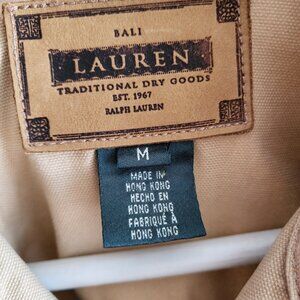 BALI
LAUREN
TRADITIONAL DRY GOODS
EST. 1967
RALPH LAUREN
M
MADE IN
HONG KONG
HECHO EN
HONG KONG
FABRIQUÉ À
HONG KONG